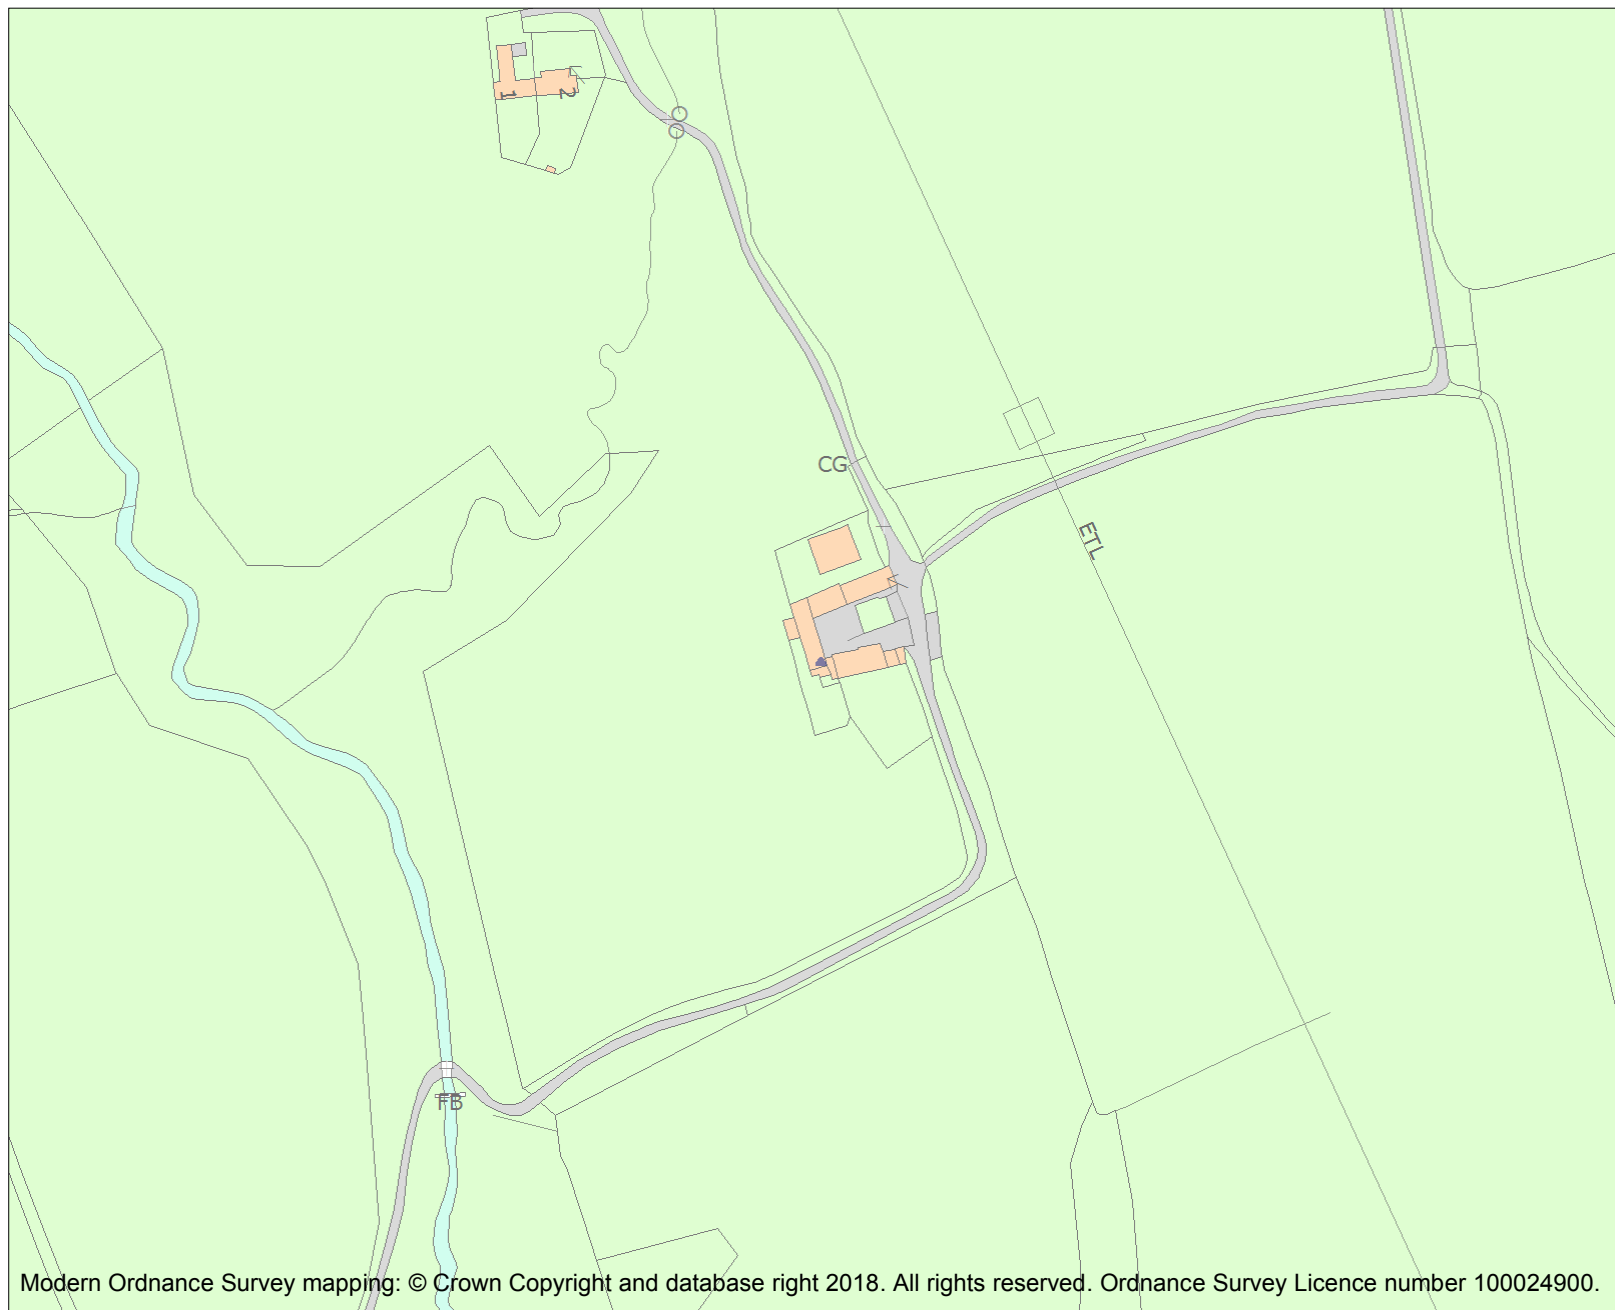 1
2
CG
ETL
FB
Modern Ordnance Survey mapping: © Crown Copyright and database right 2018. All rights reserved. Ordnance Survey Licence number 100024900.